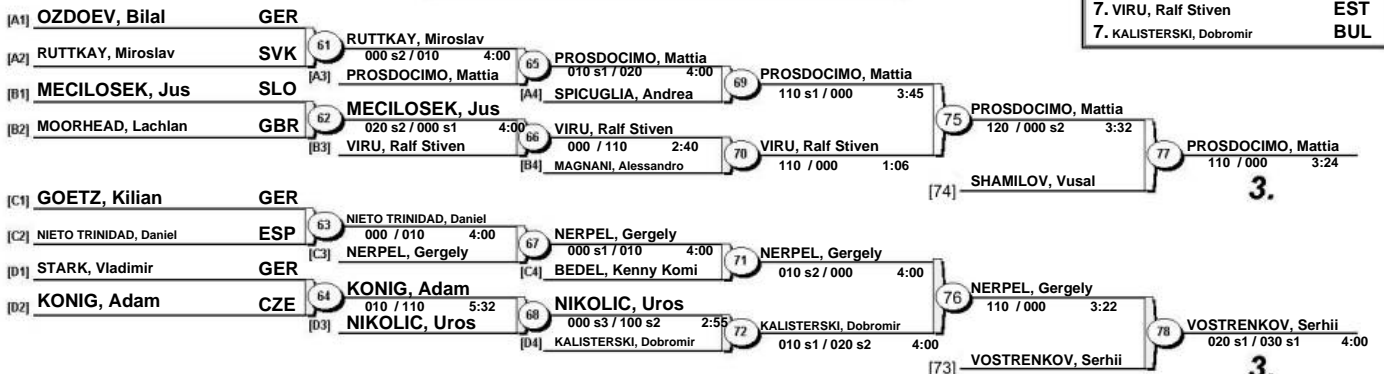 7. VIRU, Ralf Stiven EST
7. KALISTERSKI, Dobromir BUL
[A1] OZDOEV, Bilal GER
[A2] RUTTKAY, Miroslav SVK
61
RUTTKAY, Miroslav
000 s2 / 010 4:00
[A3] PROSDOCIMO, Mattia
65
PROSDOCIMO, Mattia
010 s1 / 020 4:00
[A4] SPICUGLIA, Andrea
69
PROSDOCIMO, Mattia
110 s1 / 000 3:45
[B1] MECILOSEK, Jus SLO
[B2] MOORHEAD, Lachlan GBR
62
MECILOSEK, Jus
020 s2 / 000 s1 4:00
[B3] VIRU, Ralf Stiven
66
VIRU, Ralf Stiven
000 / 110 2:40
[B4] MAGNANI, Alessandro
70
VIRU, Ralf Stiven
110 / 000 1:06
75
PROSDOCIMO, Mattia
120 / 000 s2 3:32
[74] SHAMILOV, Vusal
77
PROSDOCIMO, Mattia
110 / 000 3:24
3.
[C1] GOETZ, Kilian GER
[C2] NIETO TRINIDAD, Daniel ESP
63
NIETO TRINIDAD, Daniel
000 / 010 4:00
[C3] NERPEL, Gergely
67
NERPEL, Gergely
000 s1 / 010 4:00
[C4] BEDEL, Kenny Komi
71
NERPEL, Gergely
010 s2 / 000 4:00
[D1] STARK, Vladimir GER
[D2] KONIG, Adam CZE
64
KONIG, Adam
010 / 110 5:32
[D3] NIKOLIC, Uros
68
NIKOLIC, Uros
000 s3 / 100 s2 2:55
[D4] KALISTERSKI, Dobromir
72
KALISTERSKI, Dobromir
010 s1 / 020 s2 4:00
76
NERPEL, Gergely
110 / 000 3:22
[73] VOSTRENKOV, Serhii
78
VOSTRENKOV, Serhii
020 s1 / 030 s1 4:00
3.